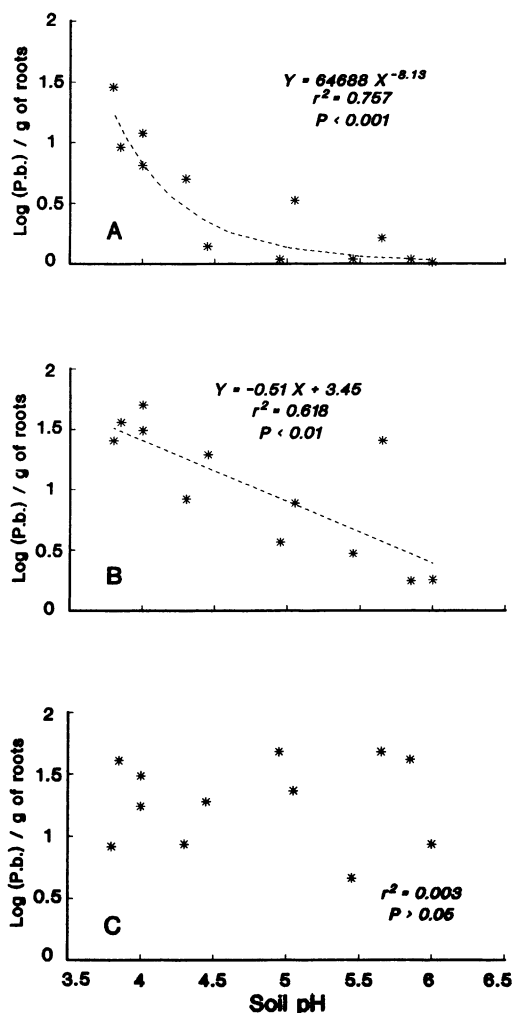 2
1.5
1
0.5
0
Log (P.b.) / g of roots
Y = 64688 X^-8.13
r² = 0.757
P < 0.001
A
2
1.5
1
0.5
0
Log (P.b.) / g of roots
Y = -0.51 X + 3.45
r² = 0.618
P < 0.01
B
2
1.5
1
0.5
0
Log (P.b.) / g of roots
r² = 0.003
P > 0.05
C
3.5 4 4.5 5 5.5 6 6.5
Soil pH